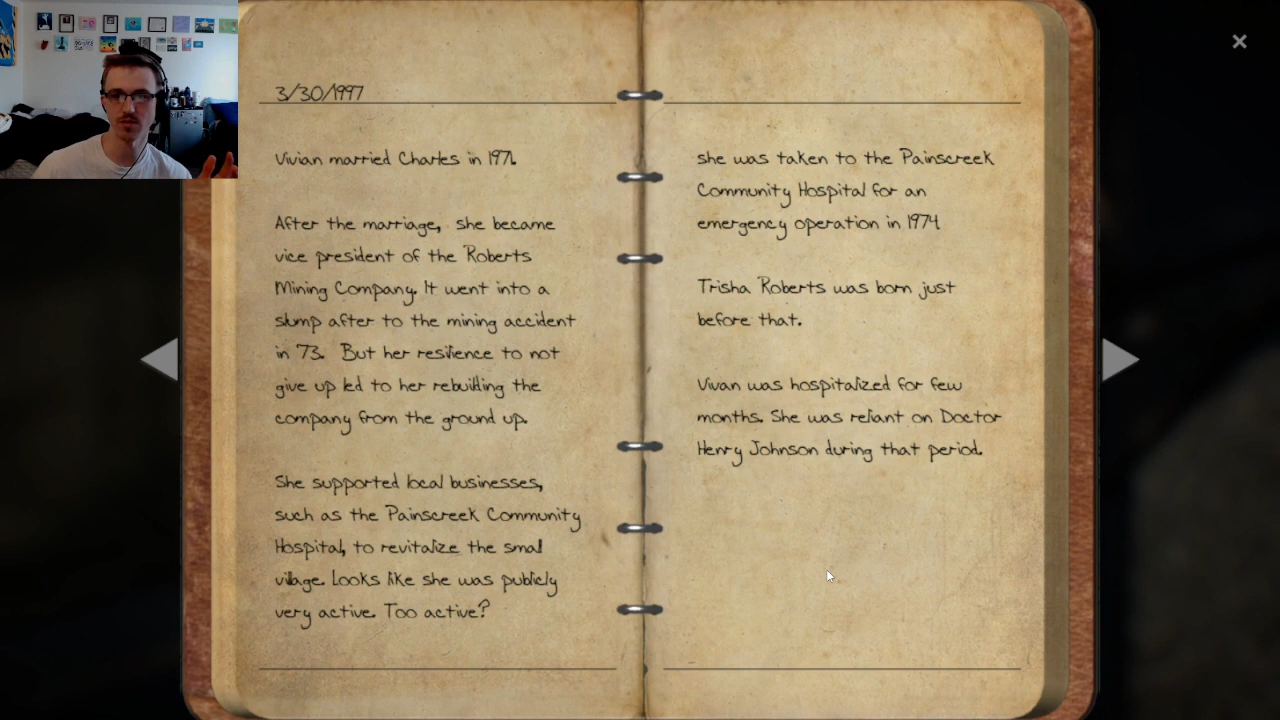 3/30/1997
Vivian married Charles in 1971.
After the marriage, she became
vice president of the Roberts
Mining Company. It went into a
slump after to the mining accident
in '73. But her resilience to not
give up led to her rebuilding the
company from the ground up.
She supported local businesses,
such as the Painscreek Community
Hospital, to revitalize the small
village. Looks like she was publicly
very active. Too active?
she was taken to the Painscreek
Community Hospital for an
emergency operation in 1974
Trisha Roberts was born just
before that.
Vivan was hospitalized for few
months. She was reliant on Doctor
Henry Johnson during that period.